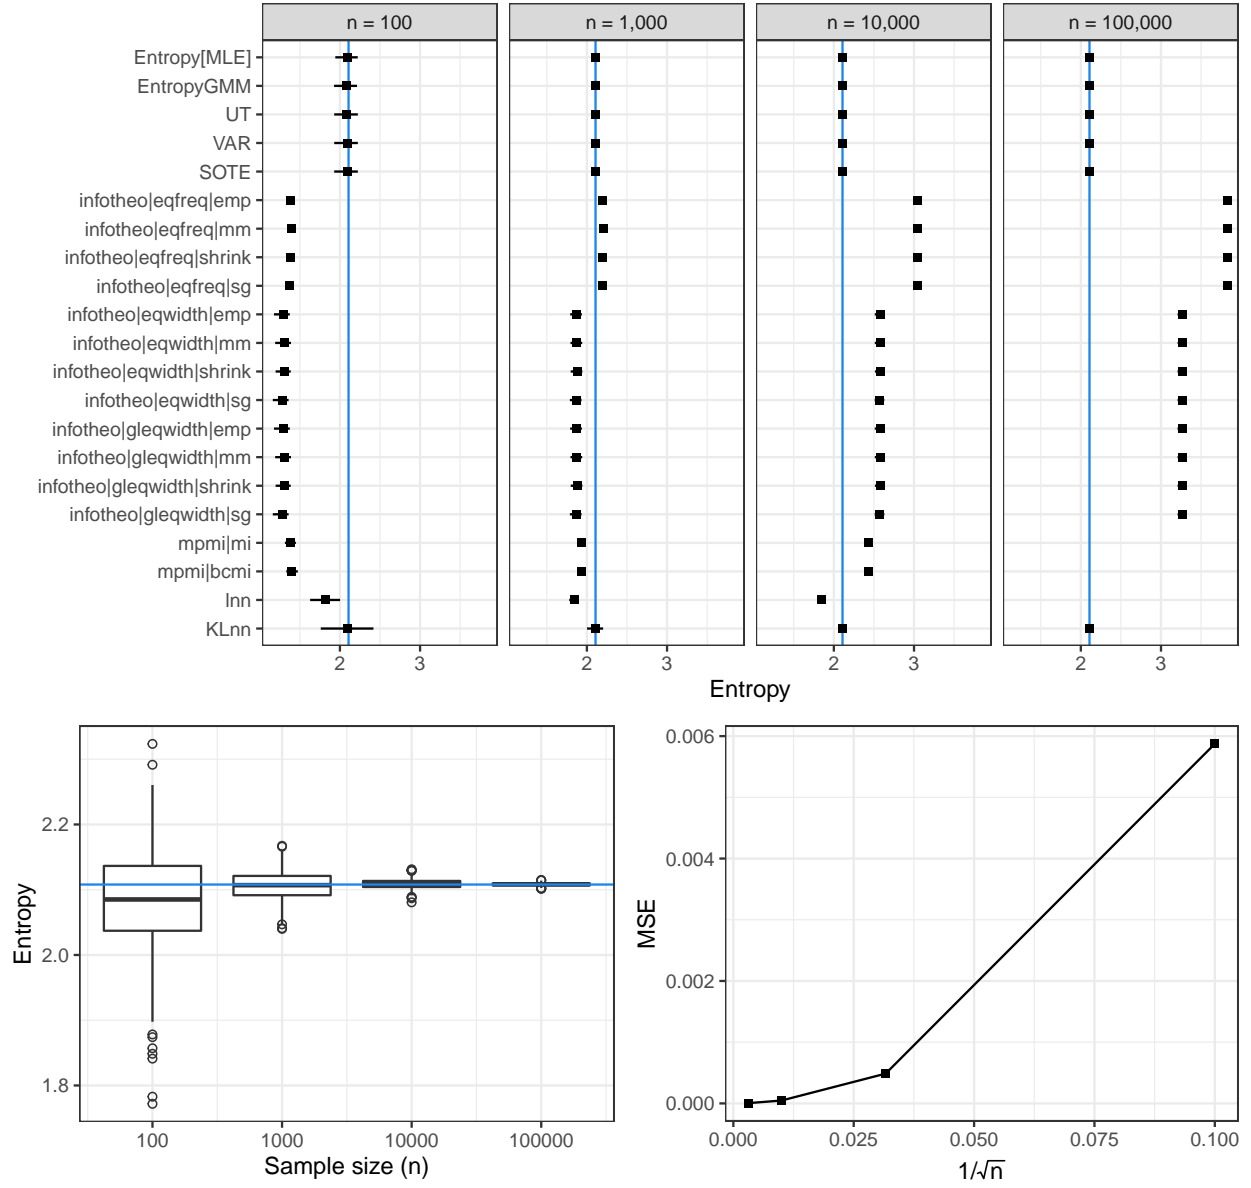 n = 100
n = 1,000
n = 10,000
n = 100,000
Entropy[MLE]
EntropyGMM
UT
VAR
SOTE
infotheo|eqfreq|emp
infotheo|eqfreq|mm
infotheo|eqfreq|shrink
infotheo|eqfreq|sg
infotheo|eqwidth|emp
infotheo|eqwidth|mm
infotheo|eqwidth|shrink
infotheo|eqwidth|sg
infotheo|gleqwidth|emp
infotheo|gleqwidth|mm
infotheo|gleqwidth|shrink
infotheo|gleqwidth|sg
mpmi|mi
mpmi|bcmi
lnn
KLnn
2 3 2 3 2 3 2 3
Entropy
2.2
2.0
1.8
Entropy
100 1000 10000 100000
Sample size (n)
0.006
0.004
0.002
0.000
MSE
0.000 0.025 0.050 0.075 0.100
1/√n